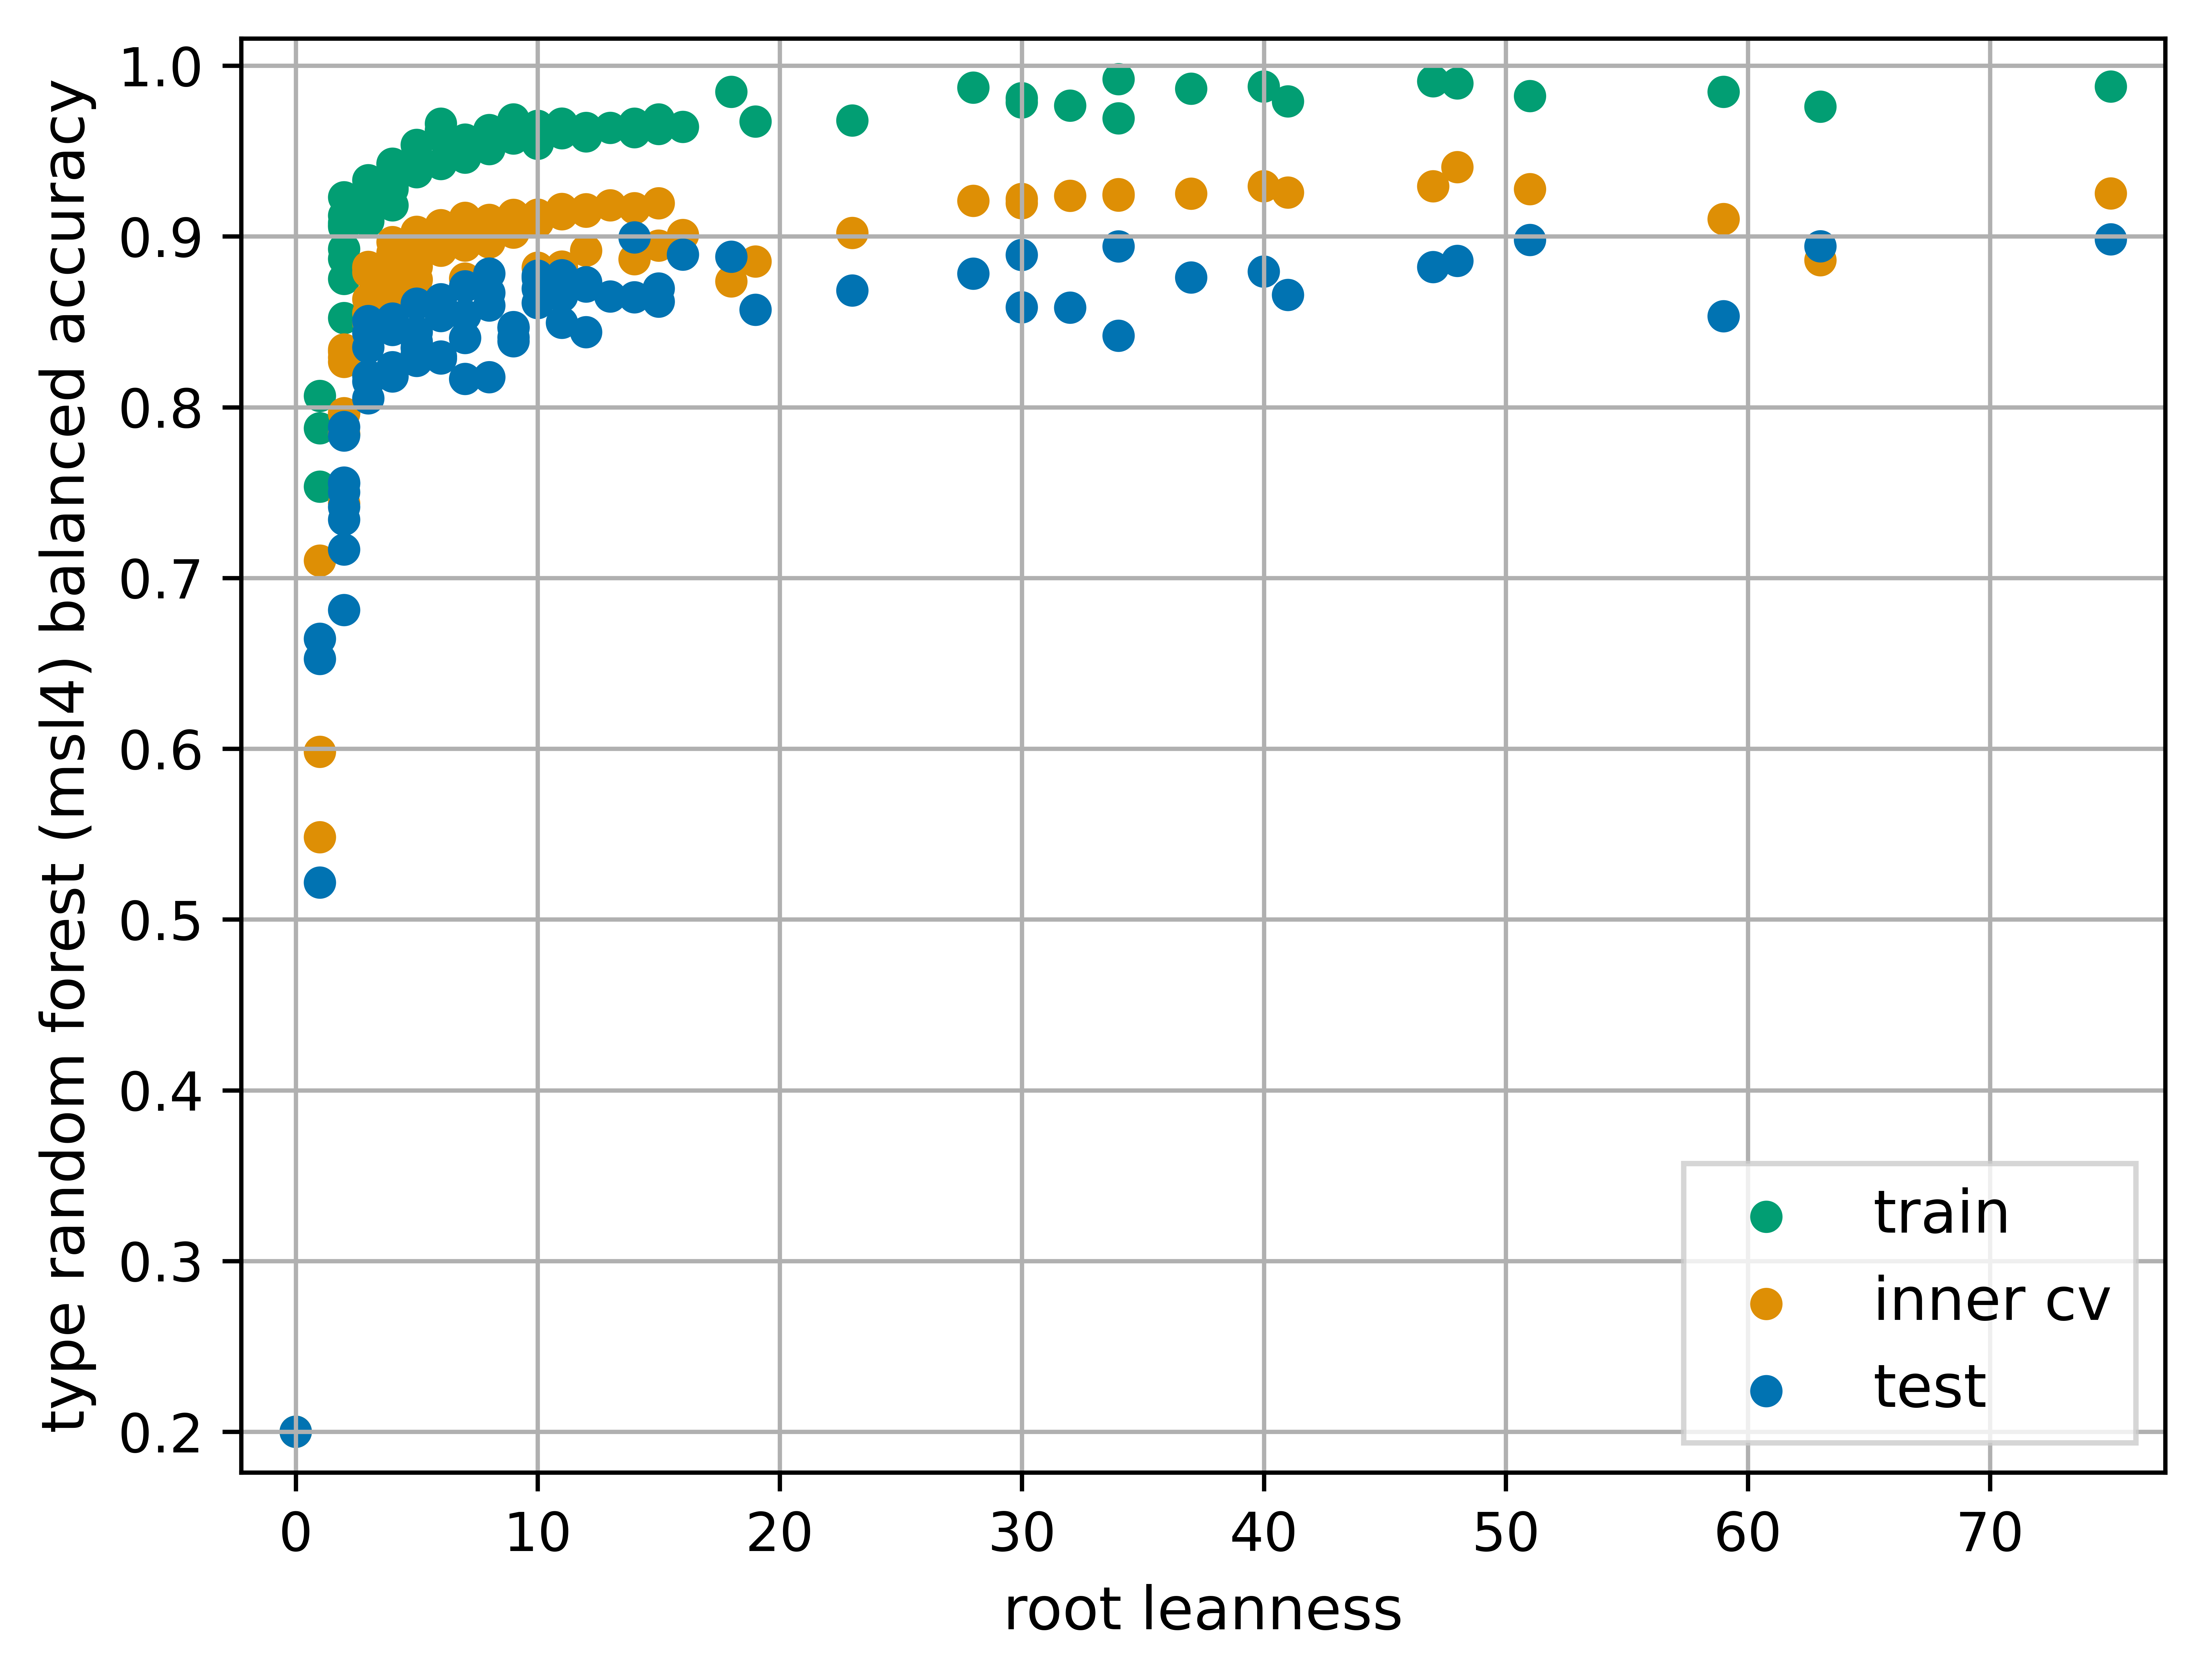 type random forest (msl4) balanced accuracy
1.0
0.9
0.8
0.7
0.6
0.5
0.4
0.3
0.2
train
inner cv
test
0 10 20 30 40 50 60 70
root leanness